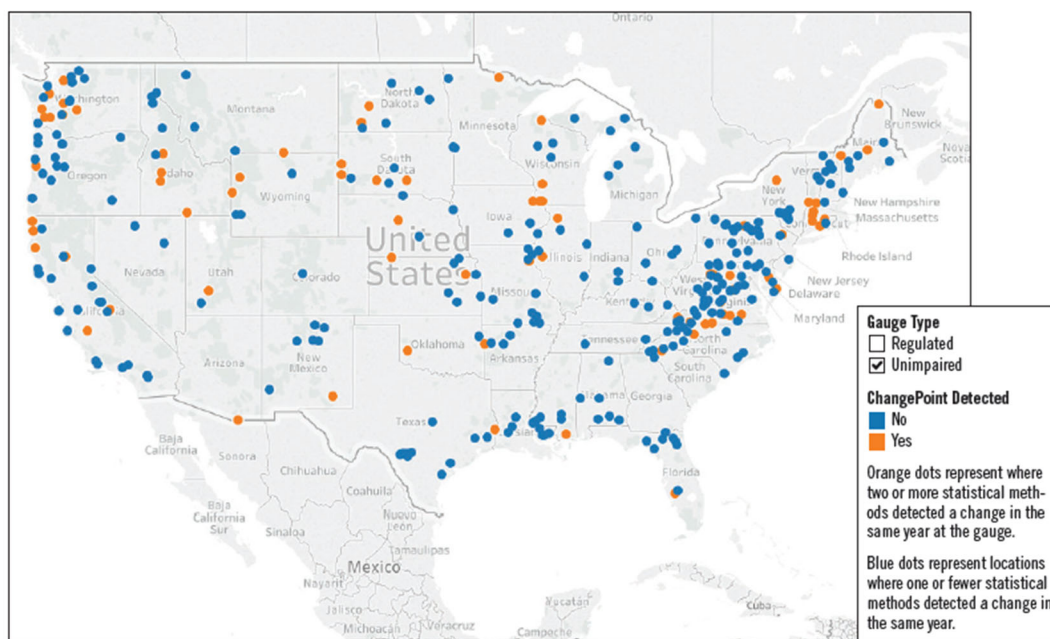 Ontario
Washington
Montana
North
Dakota
Minnesota
New
Brunswick
Maine
Oregon
Idaho
Wyoming
South
Dakota
Wisconsin
Michigan
Vermont
New
York
New Hampshire
Massachusetts
Iowa
United
States
Nevada
Utah
Colorado
Illinois
Indiana
Ohio
Pennsylvania
Rhode Island
Missouri
West
Virginia
Virginia
New Jersey
Delaware
Maryland
California
Arizona
New
Mexico
Oklahoma
Arkansas
Tennessee
North
Carolina
South
Carolina
Alabama
Georgia
Texas
Florida
Baja
California
Sonora
Chihuahua
Coahuila
Baja
California
Sur
Sinaloa
Nuevo
León
Tamaulipas
Mexico
Nayarit
Jalisco
Michoacán
Veracruz
Yucatán
Campeche
Cuba
Gauge Type
Regulated
Unimpaired
ChangePoint Detected
No
Yes
Orange dots represent where
two or more statistical meth-
ods detected a change in the
same year at the gauge.
Blue dots represent locations
where one or fewer statistical
methods detected a change in
the same year.